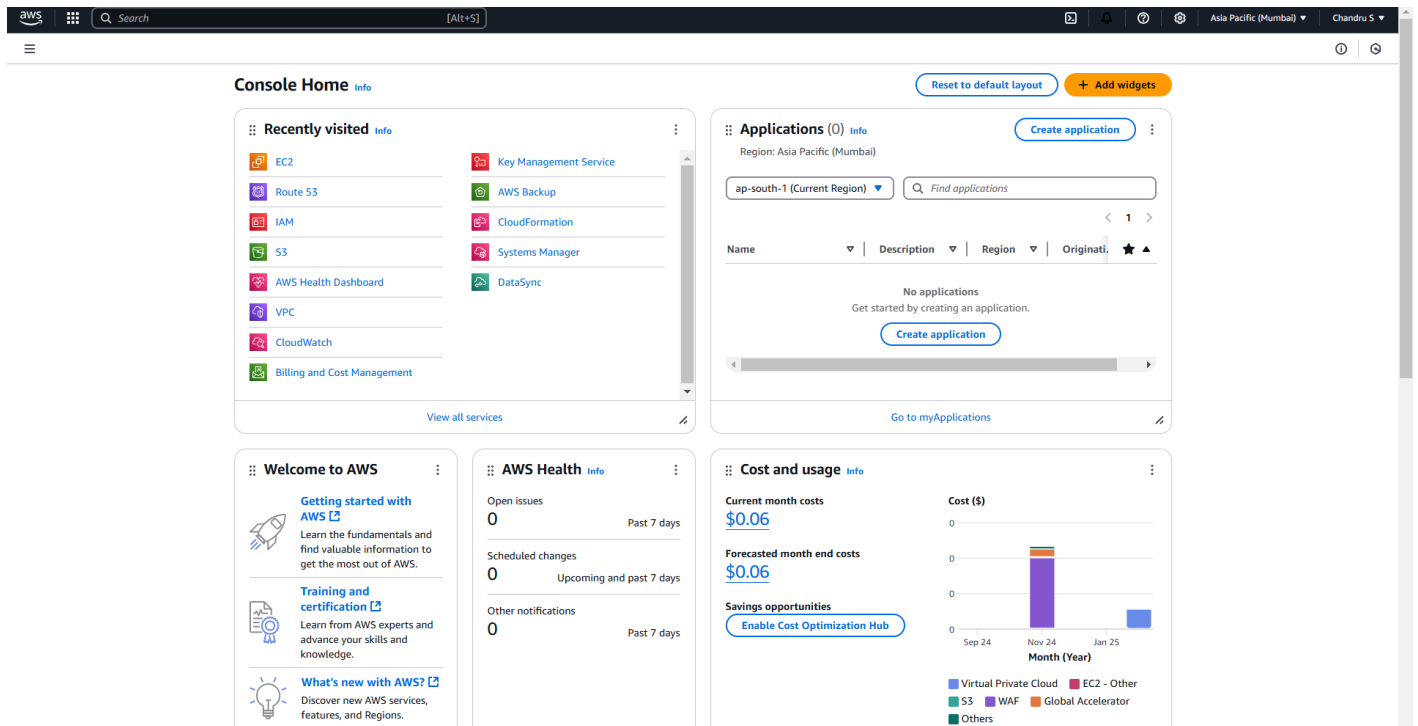 aws
Search [Alt+S]
Asia Pacific (Mumbai)
Chandru S
Console Home Info
Reset to default layout
+ Add widgets
Recently visited Info
EC2
Route 53
IAM
S3
AWS Health Dashboard
VPC
CloudWatch
Billing and Cost Management
Key Management Service
AWS Backup
CloudFormation
Systems Manager
DataSync
View all services
Applications (0) Info
Create application
Region: Asia Pacific (Mumbai)
ap-south-1 (Current Region)
Find applications
1
Name Description Region Originati.
No applications
Get started by creating an application.
Create application
Go to myApplications
Welcome to AWS
Getting started with
AWS
Learn the fundamentals and
find valuable information to
get the most out of AWS.
Training and
certification
Learn from AWS experts and
advance your skills and
knowledge.
What's new with AWS?
Discover new AWS services,
features, and Regions.
AWS Health Info
Open issues
0 Past 7 days
Scheduled changes
0 Upcoming and past 7 days
Other notifications
0 Past 7 days
Cost and usage Info
Current month costs
$0.06
Forecasted month end costs
$0.06
Savings opportunities
Enable Cost Optimization Hub
Cost ($)
0
0
0
0
Sep 24 Nov 24 Jan 25
Month (Year)
Virtual Private Cloud EC2 - Other
S3 WAF Global Accelerator
Others